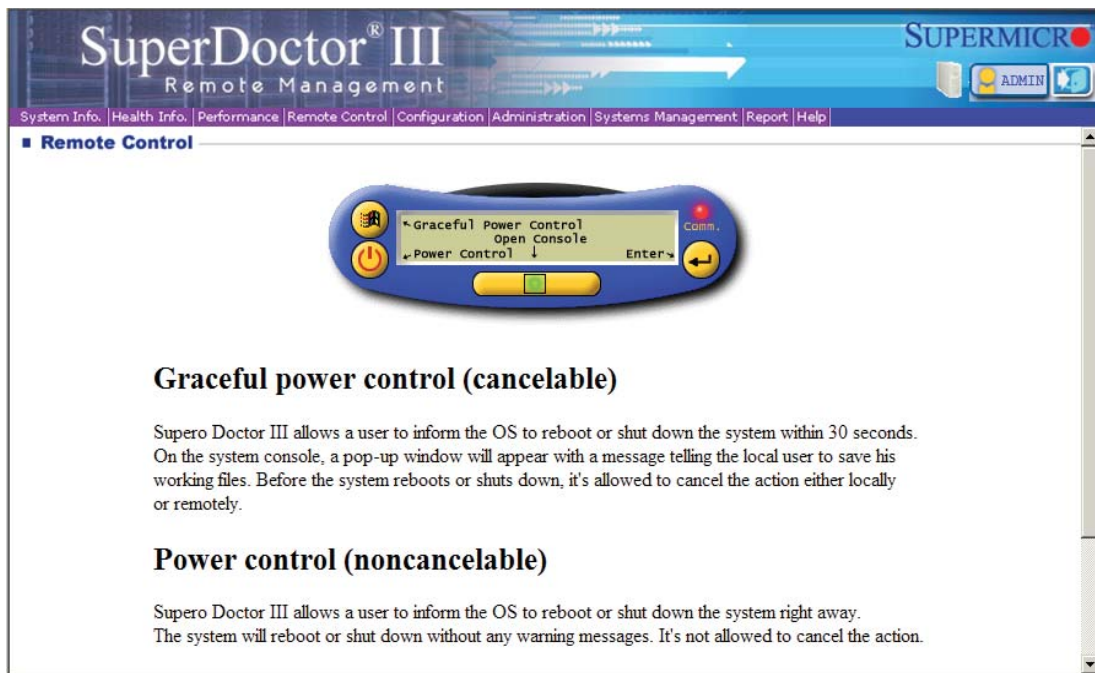 SuperDoctor® III
Remote Management
SUPERMICR
ADMIN
System Info. Health Info. Performance Remote Control Configuration Administration Systems Management Report Help
Remote Control
Graceful Power Control
Open Console
Power Control ↓ Enter
Comm.
Graceful power control (cancelable)
Supero Doctor III allows a user to inform the OS to reboot or shut down the system within 30 seconds.
On the system console, a pop-up window will appear with a message telling the local user to save his
working files. Before the system reboots or shuts down, it's allowed to cancel the action either locally
or remotely.
Power control (noncancelable)
Supero Doctor III allows a user to inform the OS to reboot or shut down the system right away.
The system will reboot or shut down without any warning messages. It's not allowed to cancel the action.